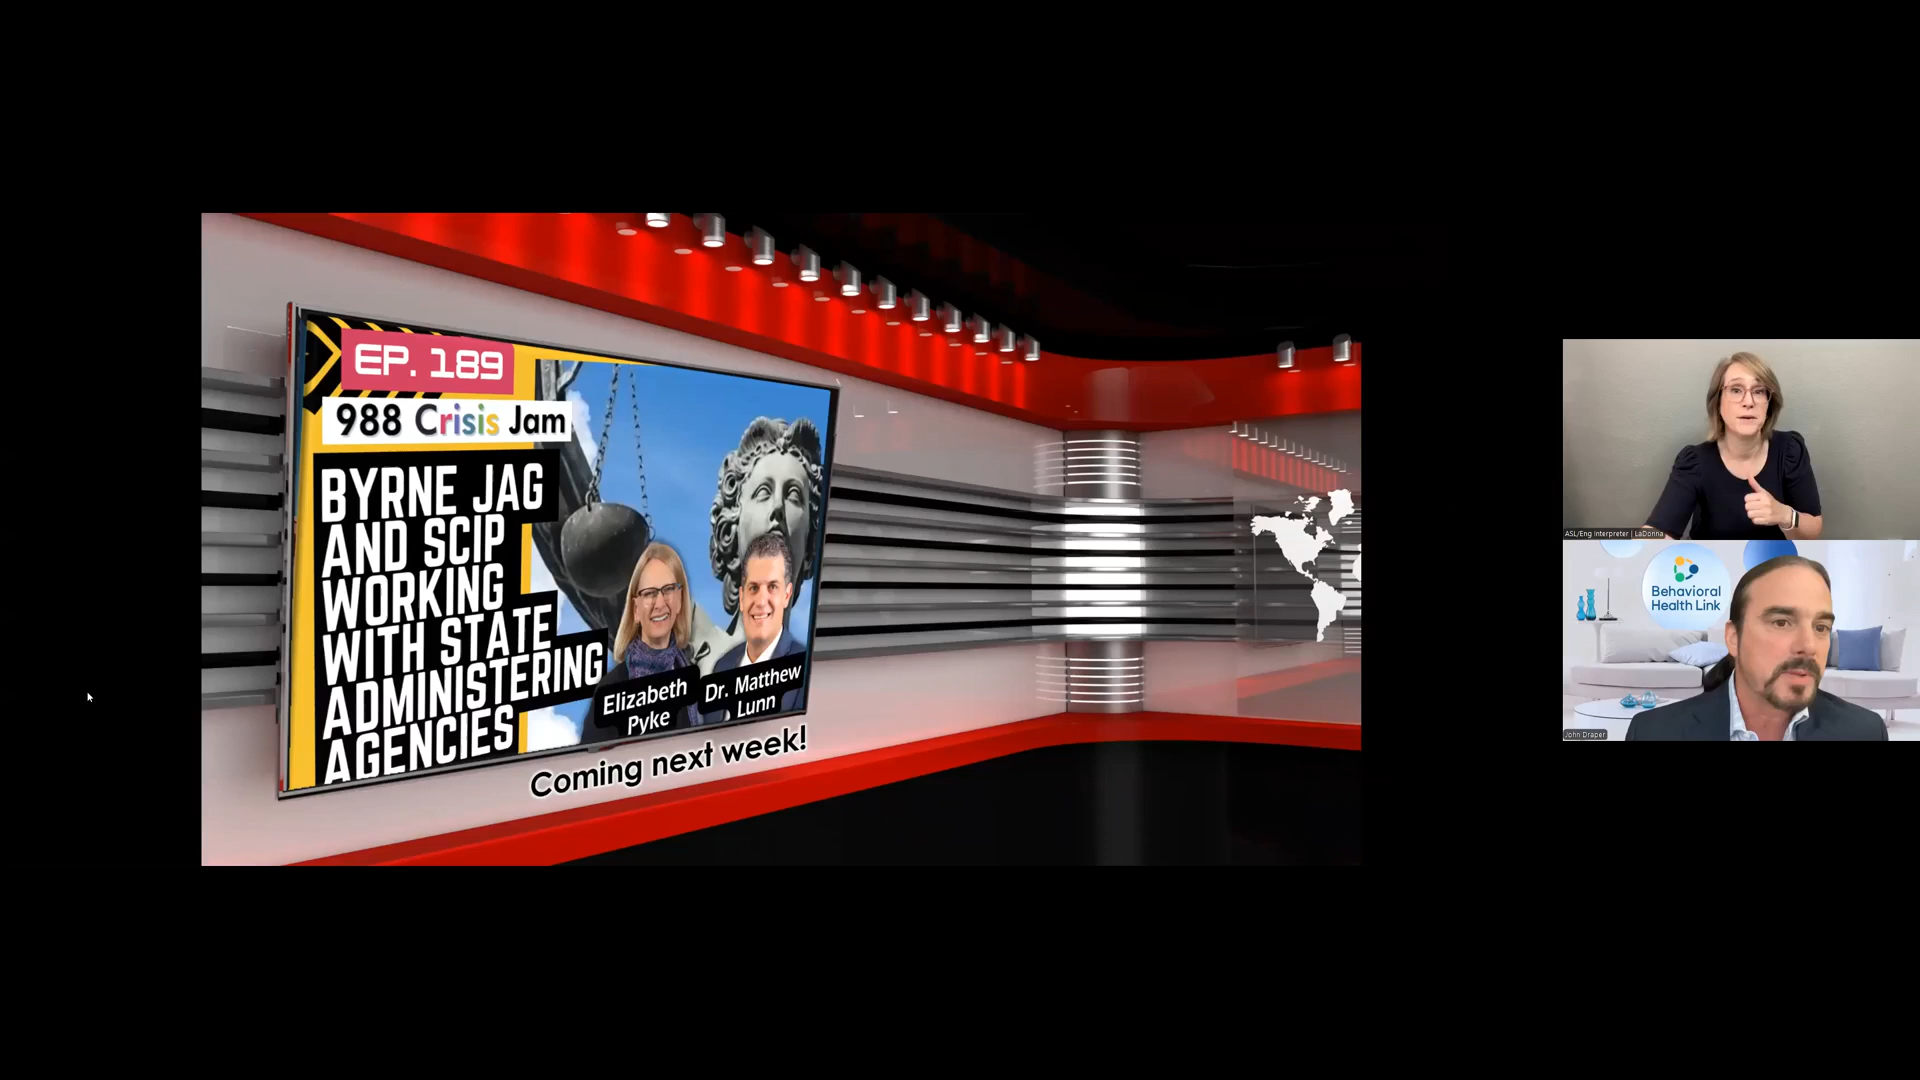 EP. 189
988 Crisis Jam
BYRNE JAG
AND SCIP
WORKING
WITH STATE
ADMINISTERING
AGENCIES
Elizabeth
Pyke
Dr. Matthew
Lunn
Coming next week!
ASL/Eng Interpreter | LaDonna
Behavioral
Health Link
John Draper